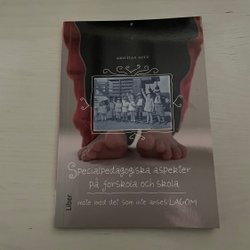 Specialpedagogiska aspekter
på förskola och skola
möte med det som inte anses LAGOM
Liber